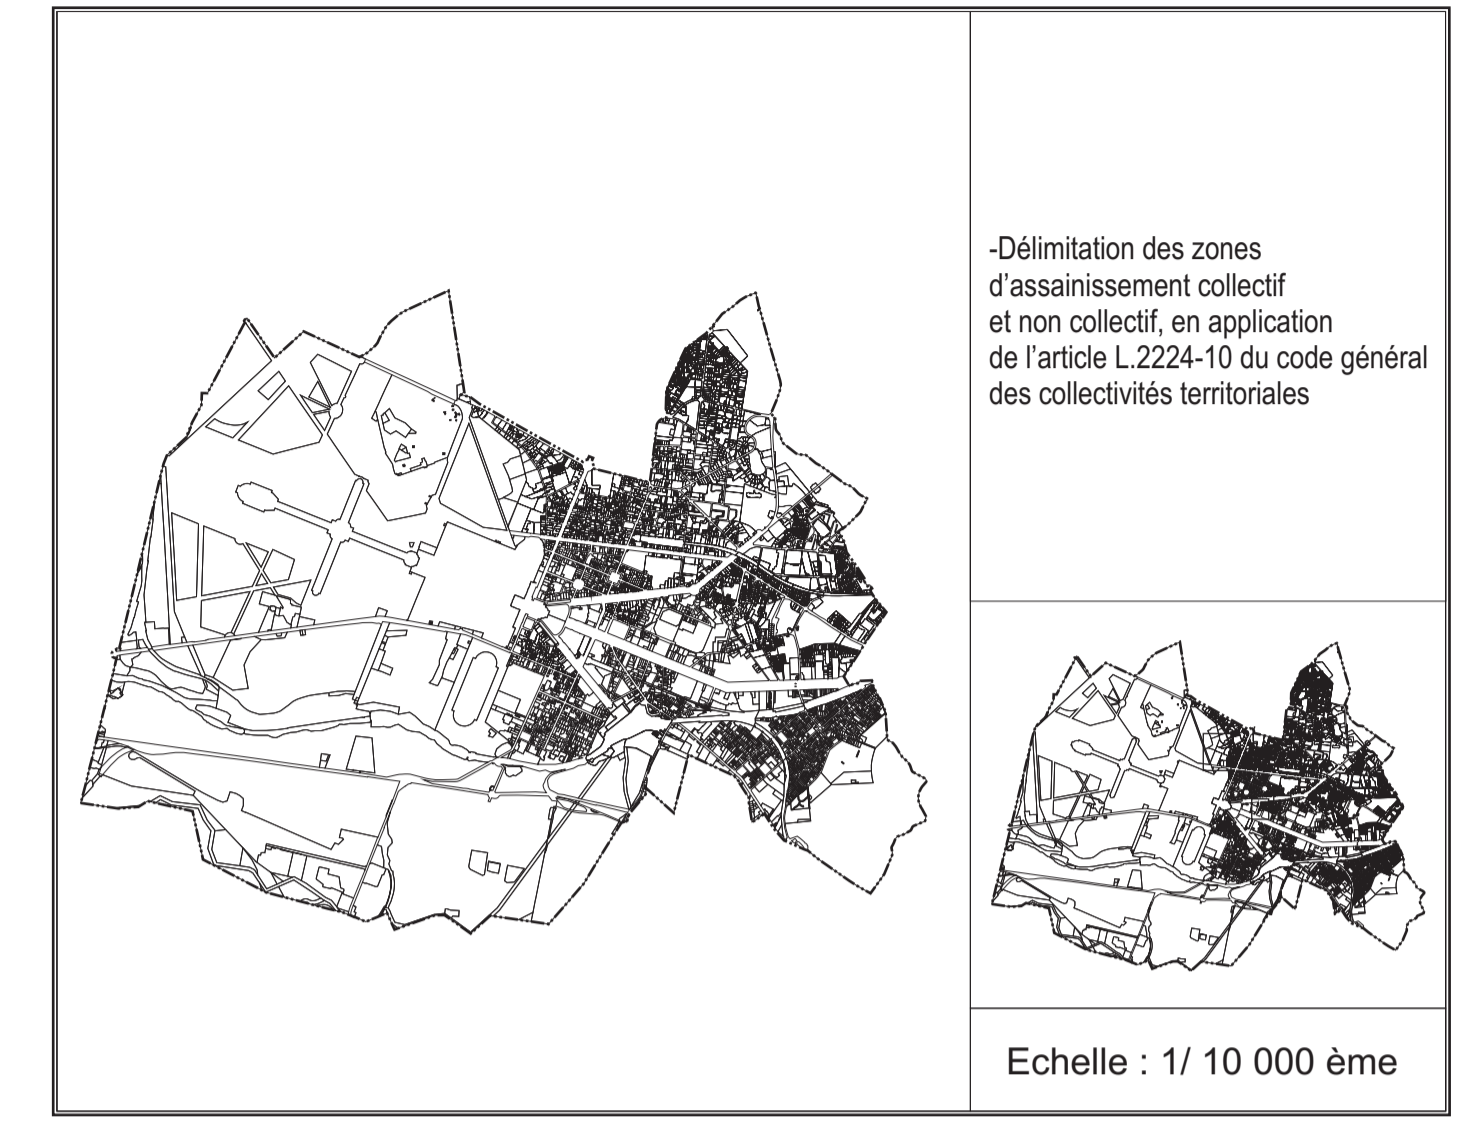 -Délimitation des zones
d’assainissement collectif
et non collectif, en application
de l’article L.2224-10 du code général
des collectivités territoriales
Echelle : 1/ 10 000 ème